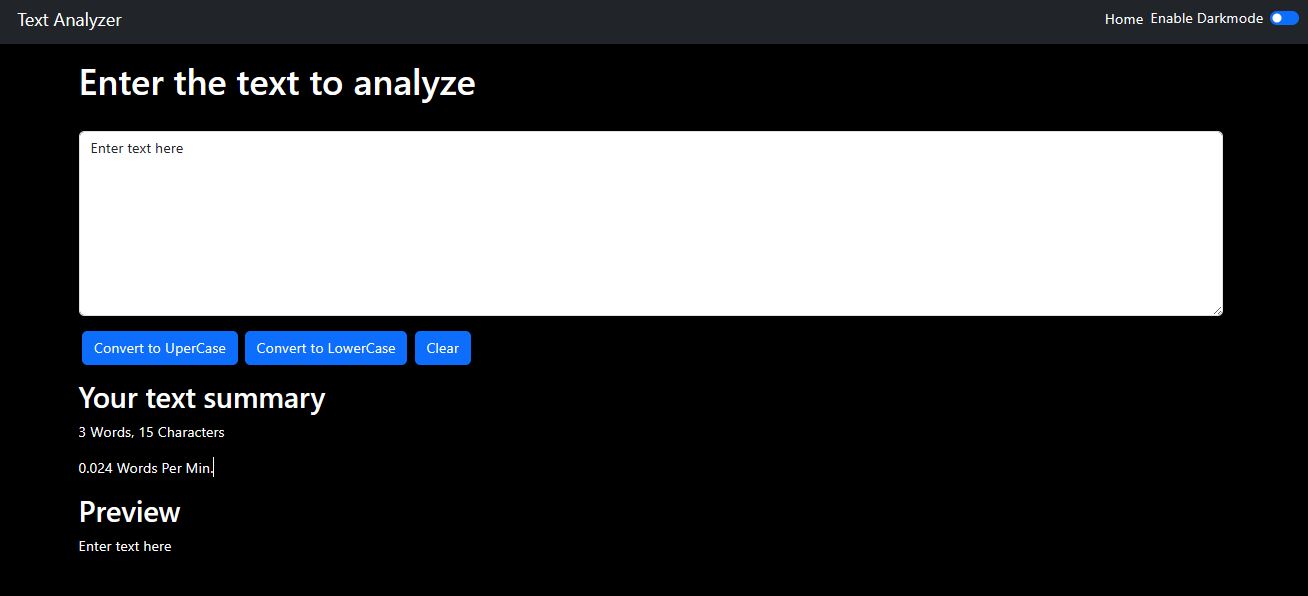 Text Analyzer
Home Enable Darkmode
Enter the text to analyze
Enter text here
Convert to UperCase Convert to LowerCase Clear
Your text summary
3 Words, 15 Characters
0.024 Words Per Min.
Preview
Enter text here